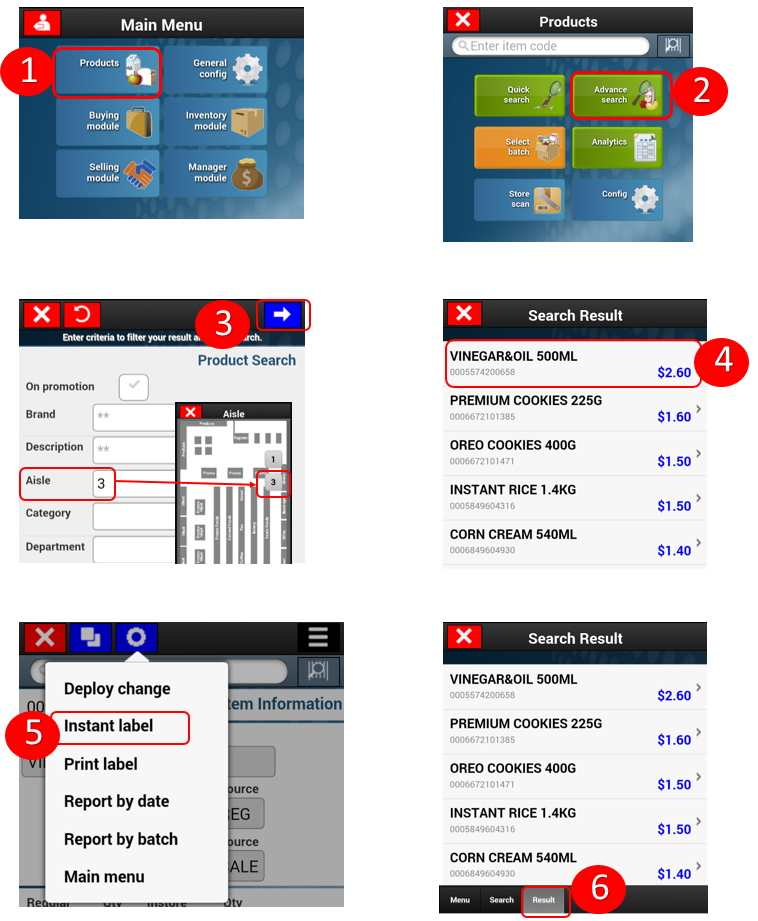 Main Menu
1
Products
General
config
Buying
module
Inventory
module
Selling
module
Manager
module
Products
Enter item code
2
Quick
search
Advance
search
Select
batch
Analytics
Store
scan
Config
3
Enter criteria to filter your result
Product Search
On promotion
Brand
**
Description
**
Aisle
3
Category
Department
Aisle
1
3
Search Result
4
VINEGAR&OIL 500ML
0005574200658
$2.60
PREMIUM COOKIES 225G
0006672101385
$1.60
OREO COOKIES 400G
0006672101471
$1.50
INSTANT RICE 1.4KG
0005849604316
$1.50
CORN CREAM 540ML
0006849604930
$1.40
5
Deploy change
Instant label
Print label
Report by date
Report by batch
Main menu
00
tem Information
VI
ource
REG
ource
ALE
Regular Qty Instore Qty
Search Result
VINEGAR&OIL 500ML
0005574200658
$2.60
PREMIUM COOKIES 225G
0006672101385
$1.60
OREO COOKIES 400G
0006672101471
$1.50
INSTANT RICE 1.4KG
0005849604316
$1.50
CORN CREAM 540ML
0006849604930
$1.40
6
Menu Search Result